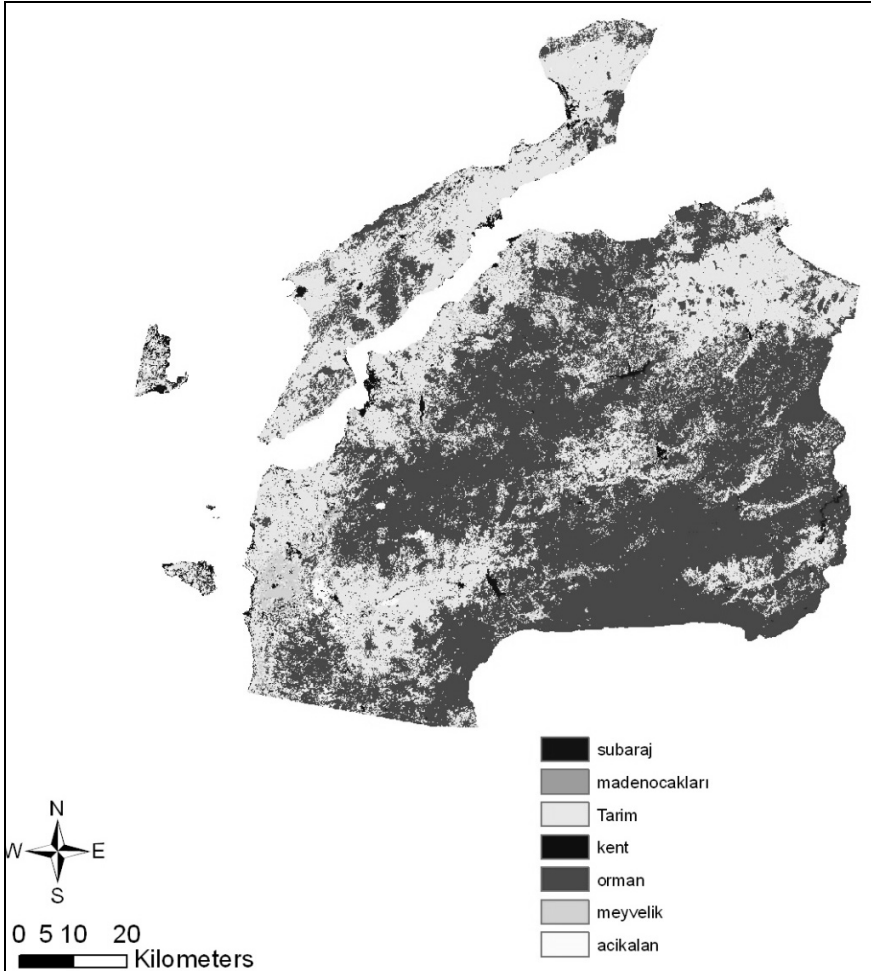 subaraj
madenocakları
Tarim
kent
orman
meyvelik
acikalan
N
W E
S
0 5 10 20
Kilometers